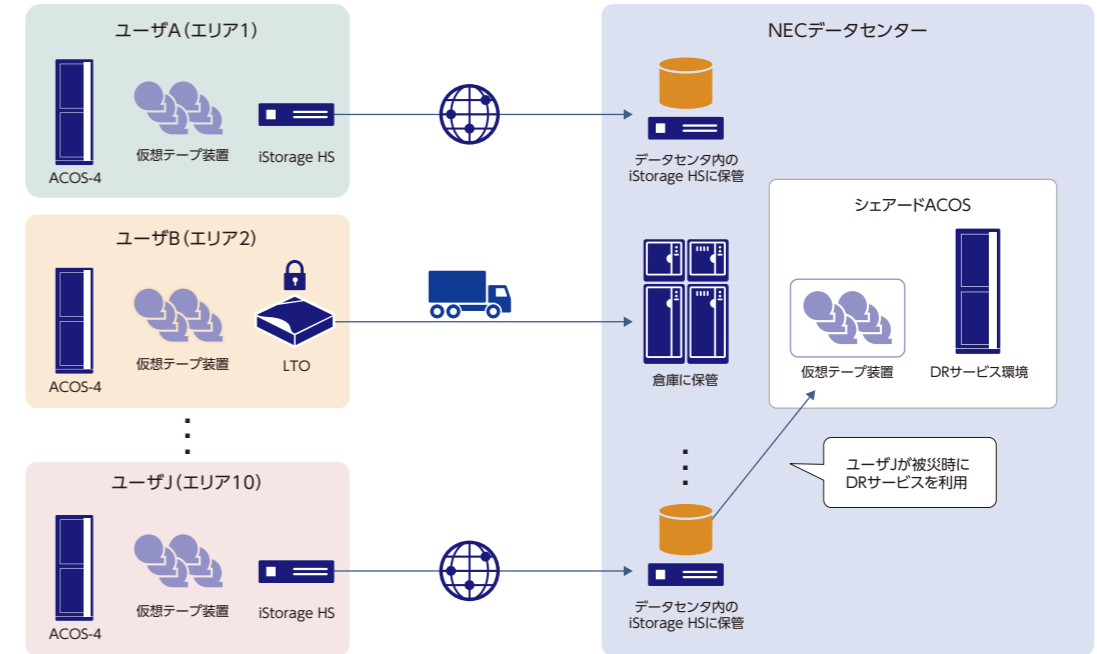 ユーザA（エリア1）
ACOS-4
仮想テープ装置
iStorage HS
ユーザB（エリア2）
ACOS-4
仮想テープ装置
LTO
ユーザJ（エリア10）
ACOS-4
仮想テープ装置
iStorage HS
NECデータセンター
データセンタ内の
iStorage HSに保管
倉庫に保管
シェアードACOS
仮想テープ装置
DRサービス環境
ユーザJが被災時に
DRサービスを利用
データセンタ内の
iStorage HSに保管